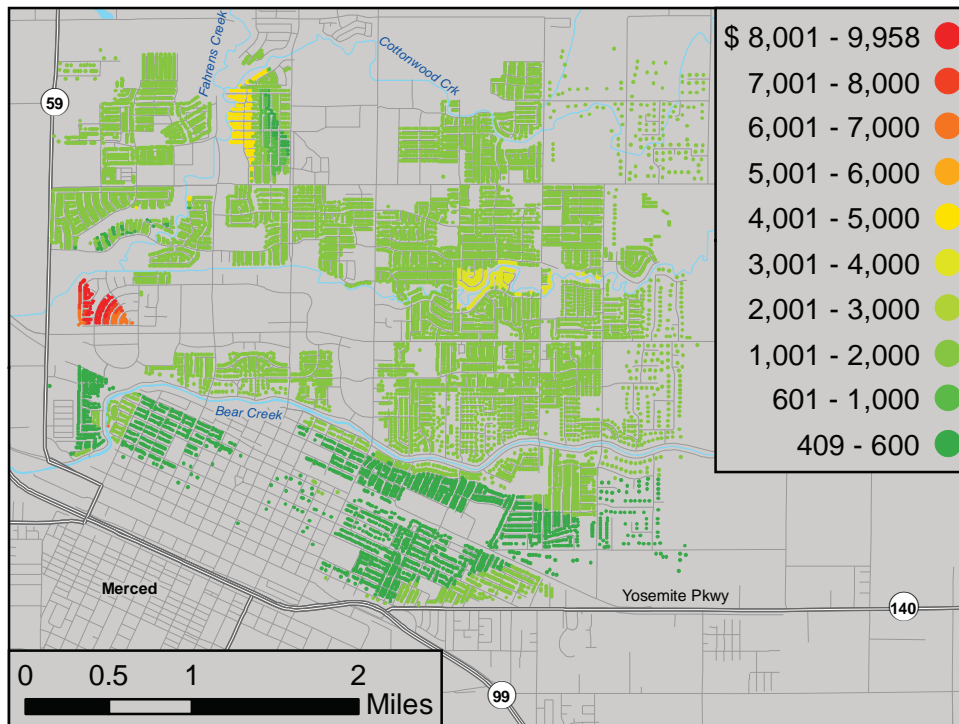 $ 8,001 - 9,958
7,001 - 8,000
6,001 - 7,000
5,001 - 6,000
4,001 - 5,000
3,001 - 4,000
2,001 - 3,000
1,001 - 2,000
601 - 1,000
409 - 600
Fahrens Creek
Cottonwood Crk
59
Bear Creek
Merced
Yosemite Pkwy
140
99
0 0.5 1 2
Miles